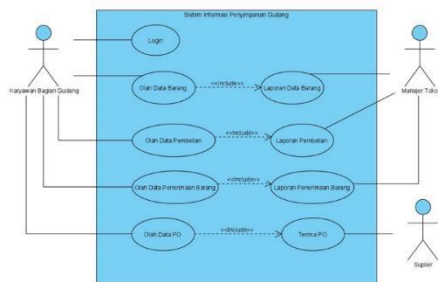 Sistem Informasi Penyimpanan Gudang
Login
Karyawan Bagian Gudang
Manajer Toko
Olah Data Barang
<<Include>>
Laporan Data Barang
Olah Data Pembelian
<<Include>>
Laporan Pembelian
Olah Data Penerimaan Barang
<<Include>>
Laporan Penerimaan Barang
Olah Data PO
<<Include>>
Terima PO
Suplier